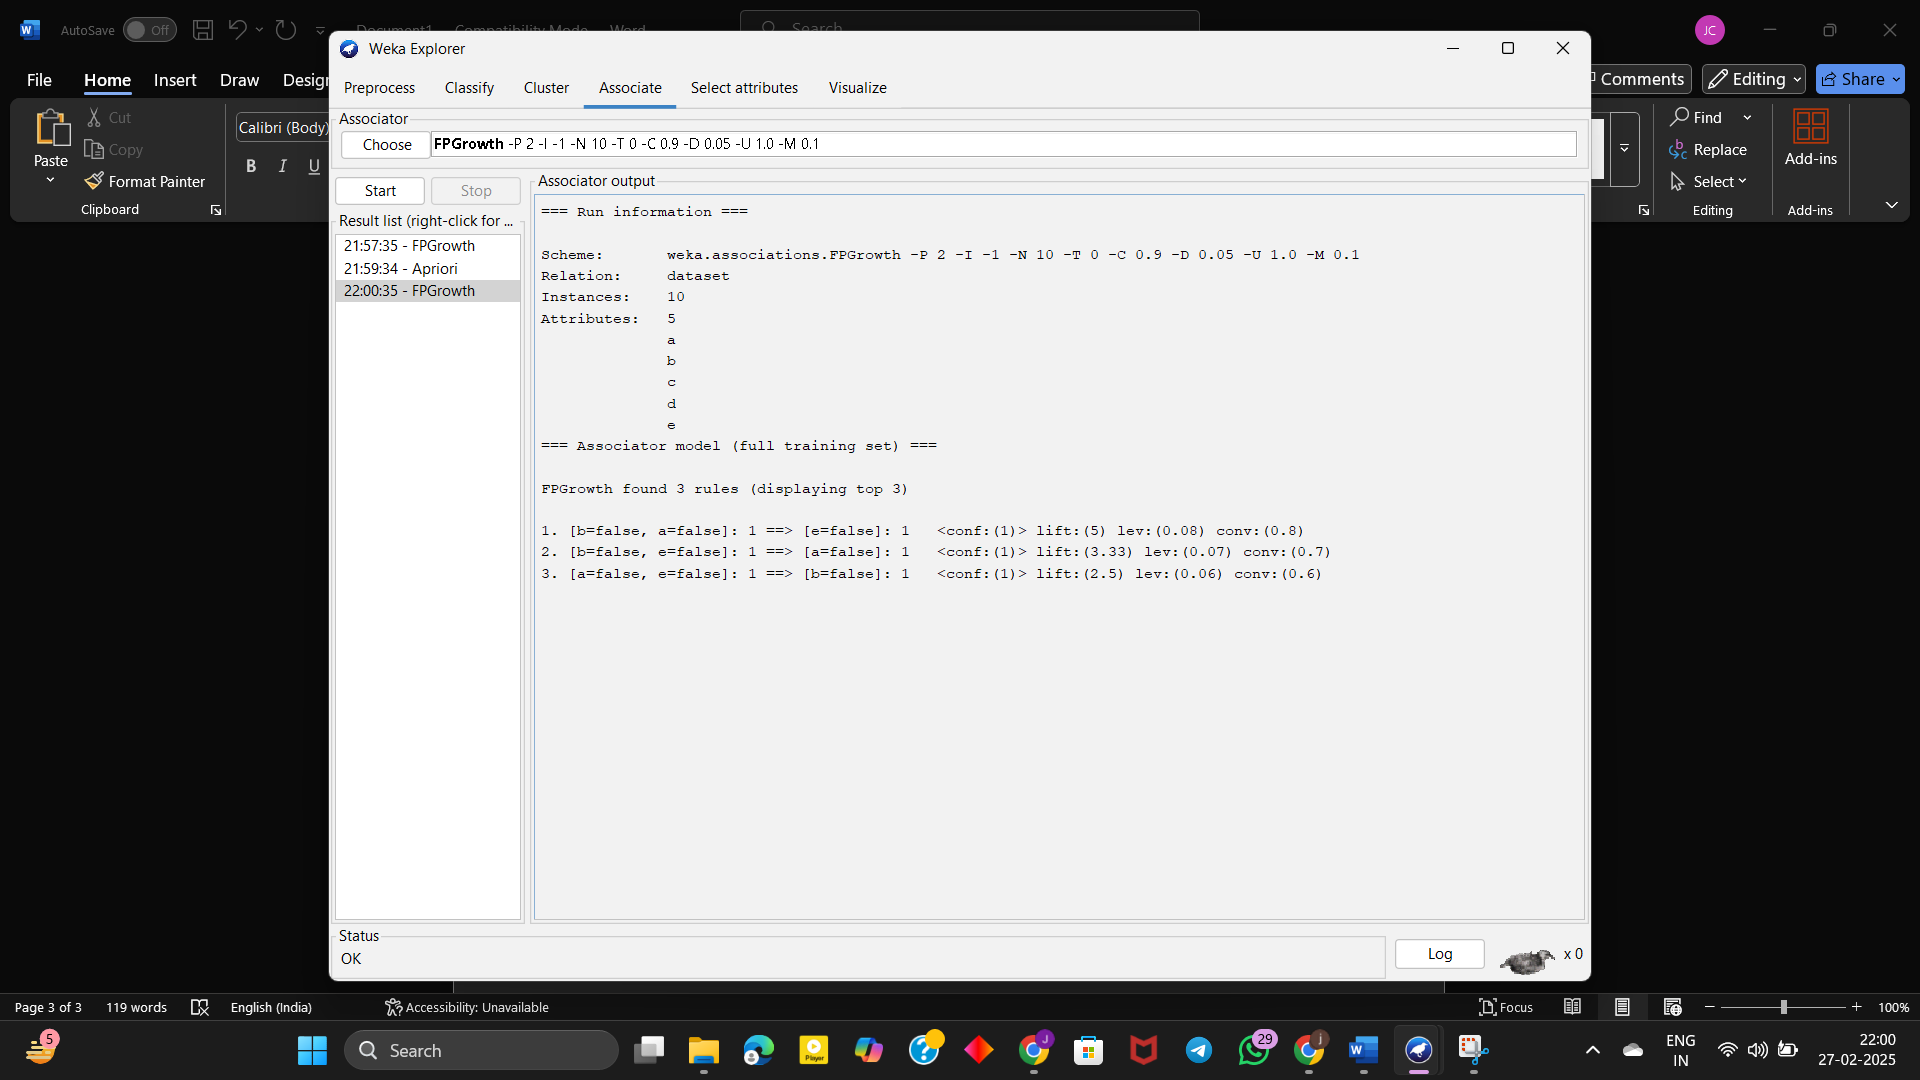 AutoSave Off
Document1 - Compatibility Mode - Word
Search
JC
File Home Insert Draw
Comments Editing Share
Paste
Cut
Copy
Format Painter
Clipboard
Calibri (Body)
B I U
Find
Replace
Select
Editing
Add-ins
Add-ins
Weka Explorer
Preprocess Classify Cluster Associate Select attributes Visualize
Associator
Choose FPGrowth -P 2 -I -1 -N 10 -T 0 -C 0.9 -D 0.05 -U 1.0 -M 0.1
Start Stop
Result list (right-click for ...
21:57:35 - FPGrowth
21:59:34 - Apriori
22:00:35 - FPGrowth
Associator output
=== Run information ===
Scheme: weka.associations.FPGrowth -P 2 -I -1 -N 10 -T 0 -C 0.9 -D 0.05 -U 1.0 -M 0.1
Relation: dataset
Instances: 10
Attributes: 5
a
b
c
d
e
=== Associator model (full training set) ===
FPGrowth found 3 rules (displaying top 3)
1. [b=false, a=false]: 1 ==> [e=false]: 1 <conf:(1)> lift:(5) lev:(0.08) conv:(0.8)
2. [b=false, e=false]: 1 ==> [a=false]: 1 <conf:(1)> lift:(3.33) lev:(0.07) conv:(0.7)
3. [a=false, e=false]: 1 ==> [b=false]: 1 <conf:(1)> lift:(2.5) lev:(0.06) conv:(0.6)
Status
OK
Log
x 0
Page 3 of 3 119 words English (India) Accessibility: Unavailable Focus 100%
5
Search
Player
J
29
j
ENG
IN
22:00
27-02-2025